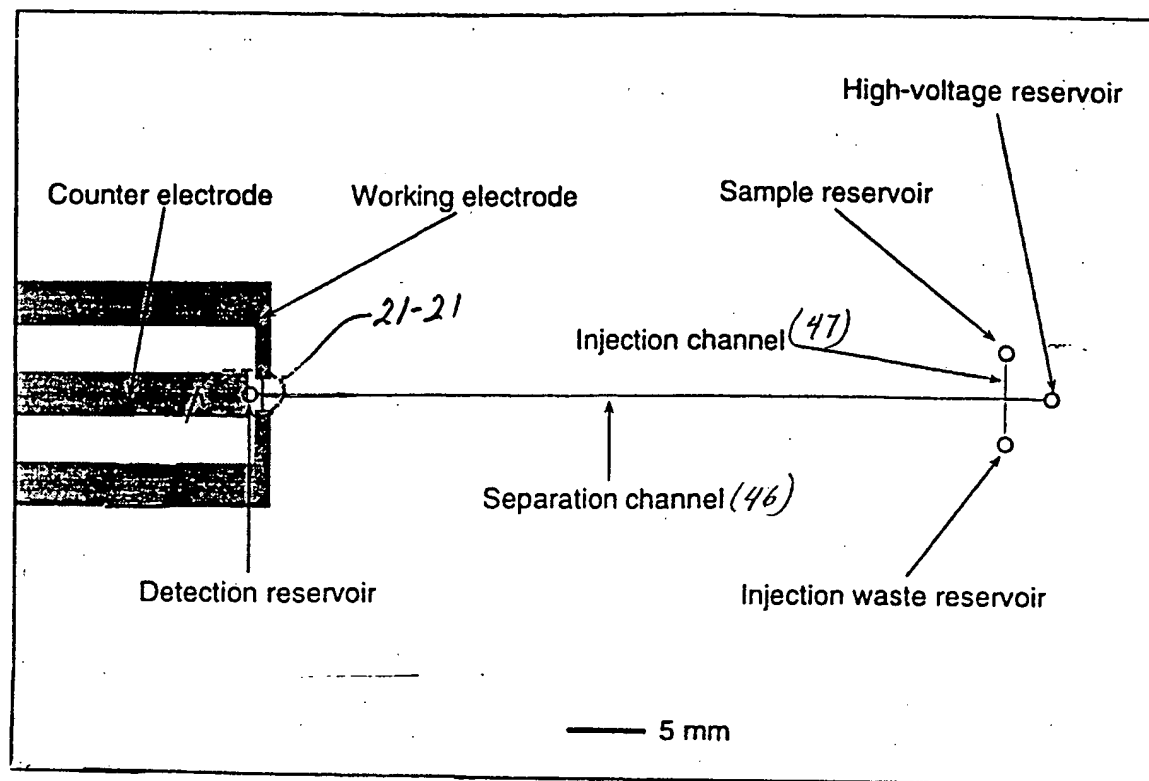 High-voltage reservoir
Counter electrode
Working electrode
Sample reservoir
21-21
Injection channel (47)
Separation channel (46)
Detection reservoir
Injection waste reservoir
5 mm